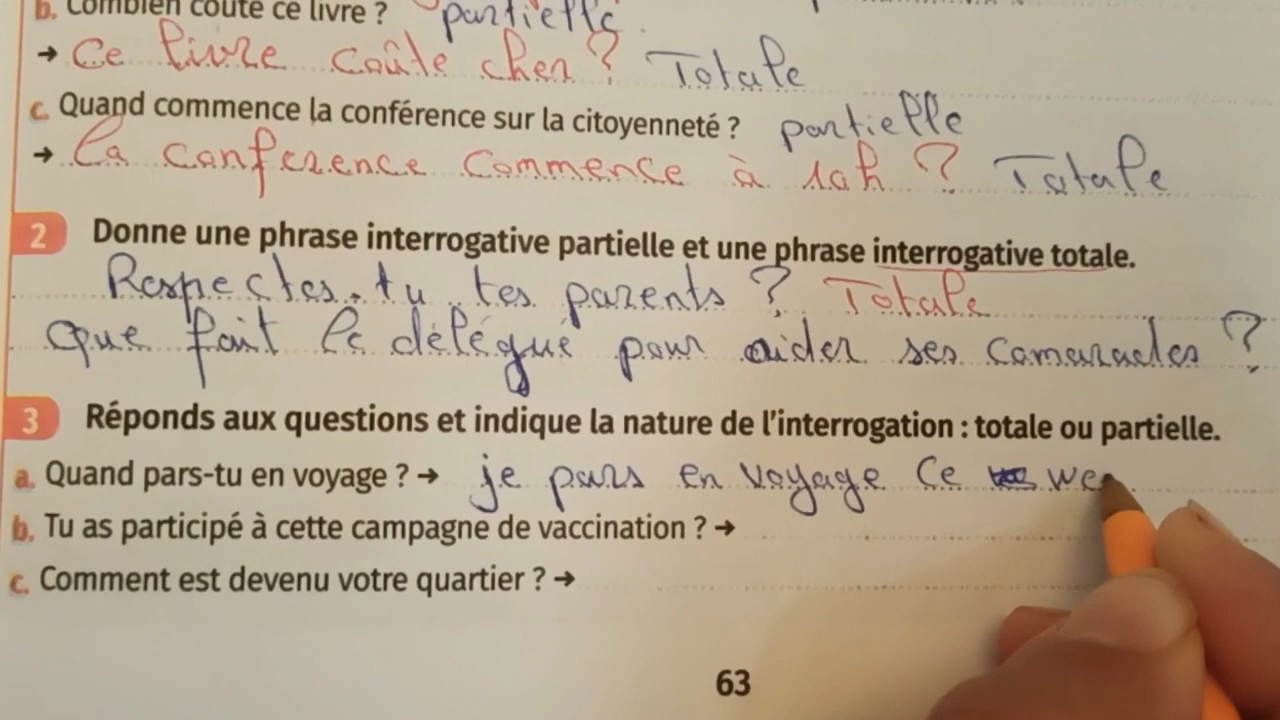 b. Combien coûte ce livre ? partielle
→ Ce livre coûte cher ? Totale
c. Quand commence la conférence sur la citoyenneté ? partielle
→ La conference commence à 10h ? Totale
2 Donne une phrase interrogative partielle et une phrase interrogative totale.
Respectes-tu tes parents ? Totale
Que fait le délégué pour aider ses camarades ?
3 Réponds aux questions et indique la nature de l'interrogation : totale ou partielle.
a. Quand pars-tu en voyage ? → je pars en voyage Ce we
b. Tu as participé à cette campagne de vaccination ? →
c. Comment est devenu votre quartier ? →
63